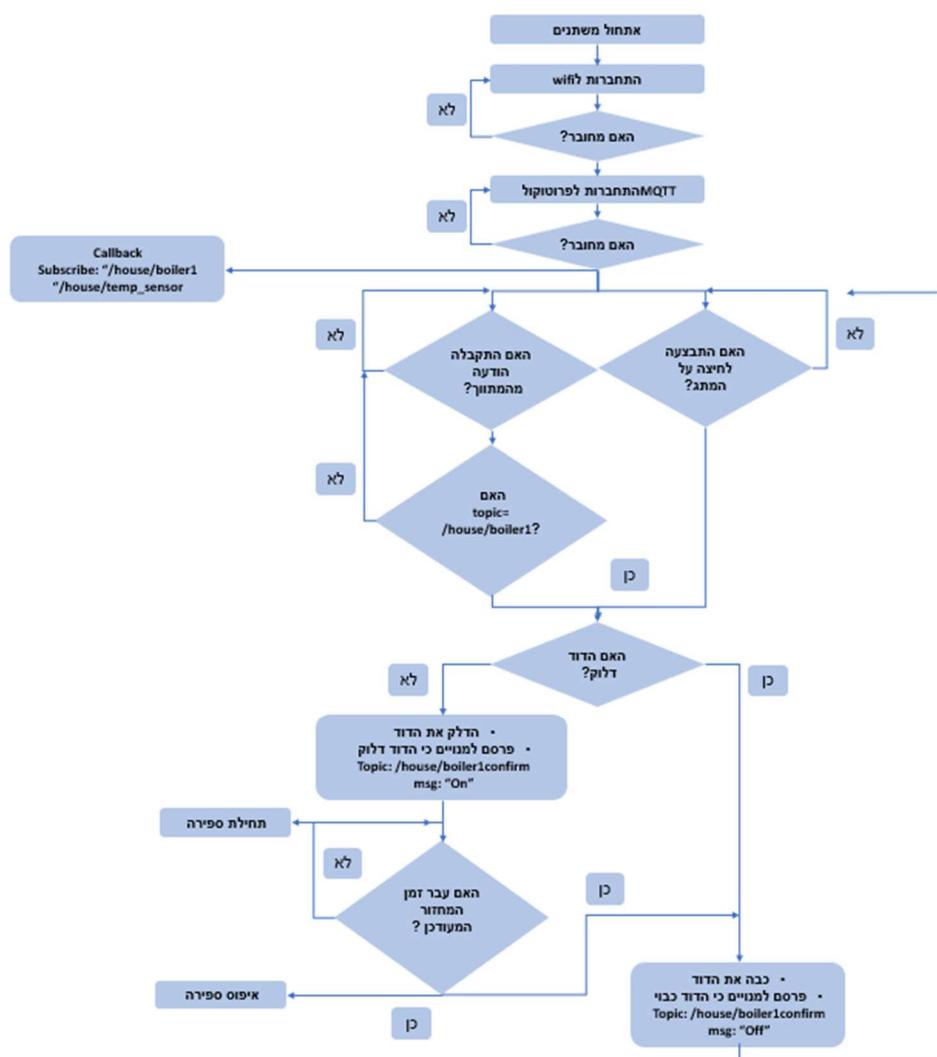 אתחול משתנים
התחברות לwifi
לא
האם מחובר?
התחברות לפרוטוקולMQTT
לא
האם מחובר?
Callback
Subscribe: “/house/boiler1
“/house/temp_sensor
לא
האם התקבלה
הודעה
מהמתווך?
האם התבצעה
לחיצה על
המתג?
לא
לא
האם
topic=
/house/boiler1?
כן
האם הדוד
דלוק?
לא
כן
• הדלק את הדוד
• פרסם למנויים כי הדוד דלוק
Topic: /house/boiler1confirm
msg: “On”
תחילת ספירה
לא
האם עבר זמן
המחזור
המעודכן ?
כן
איפוס ספירה
כן
• כבה את הדוד
• פרסם למנויים כי הדוד כבוי
Topic: /house/boiler1confirm
msg: “Off”